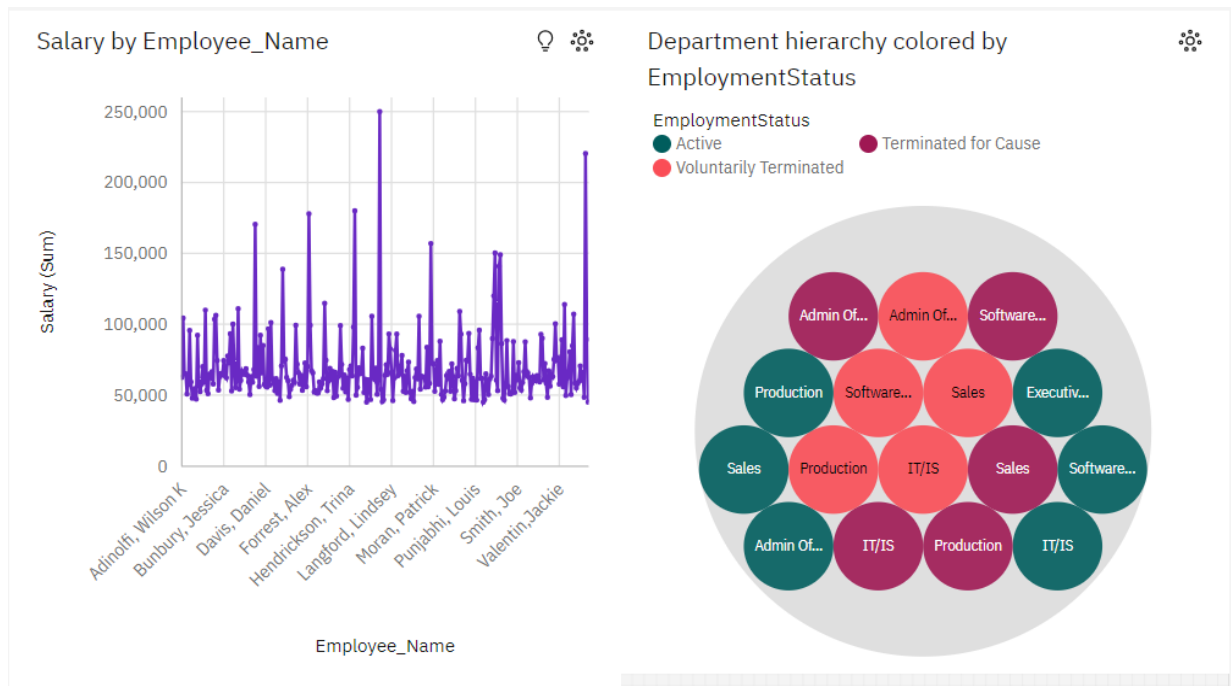 Salary by Employee_Name
250,000
200,000
150,000
100,000
50,000
0
Salary (Sum)
Adinolfi, Wilson K
Bunbury, Jessica
Davis, Daniel
Forrest, Alex
Hendrickson, Trina
Langford, Lindsey
Moran, Patrick
Punjabhi, Louis
Smith, Joe
Valentin,Jackie
Employee_Name
Department hierarchy colored by
EmploymentStatus
EmploymentStatus
Active
Terminated for Cause
Voluntarily Terminated
Admin Of... Admin Of... Software...
Production Software... Sales Executiv...
Sales Production IT/IS Sales Software...
Admin Of... IT/IS Production IT/IS